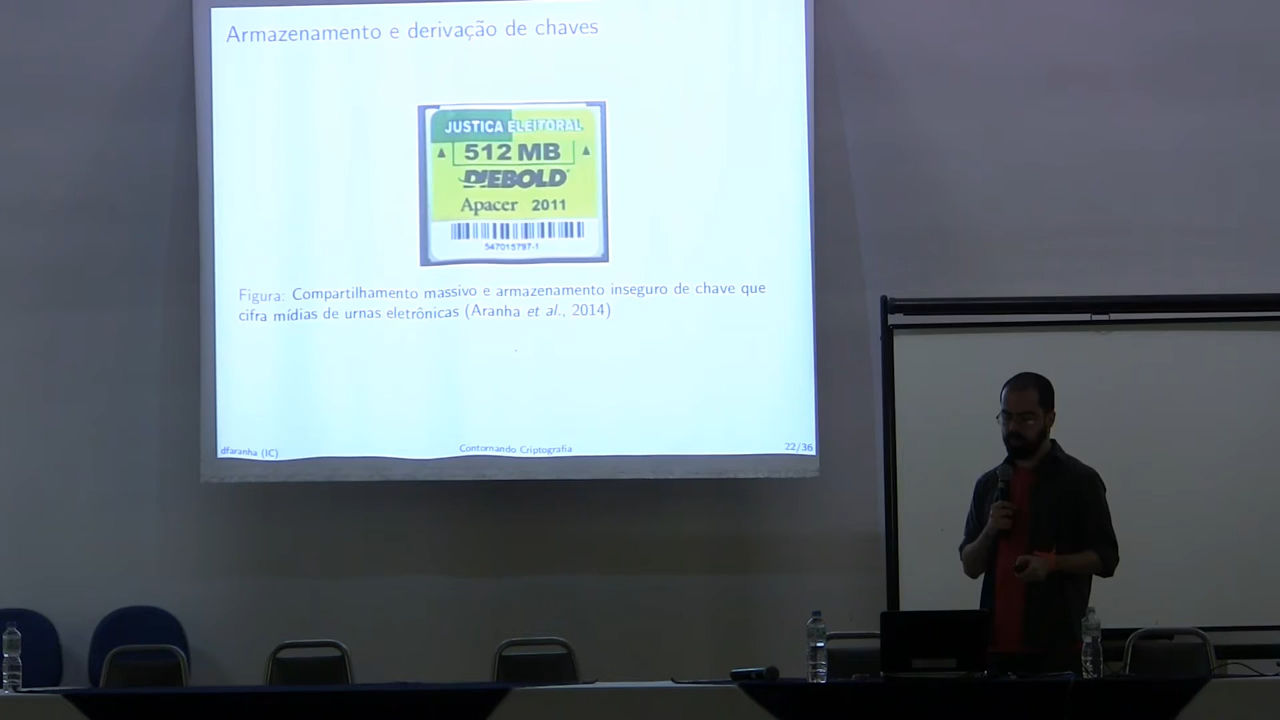 Armazenamento e derivação de chaves
JUSTICA ELEITORAL
512 MB
DIEBOLD
Apacer 2011
547015797-1
Figura: Compartilhamento massivo e armazenamento inseguro de chave que
cifra mídias de urnas eletrônicas (Aranha et al., 2014)
dfaranha (IC)
Contornando Criptografia
22/36